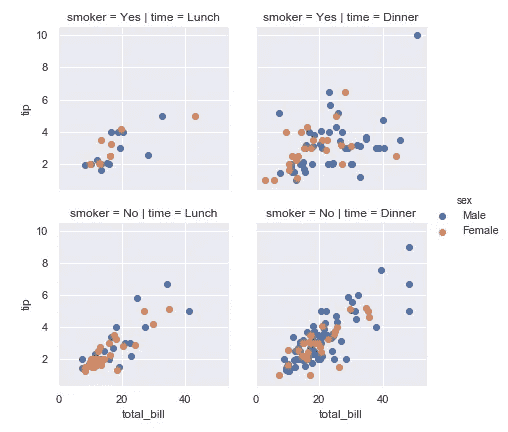 smoker = Yes | time = Lunch
smoker = Yes | time = Dinner
10
8
6
4
2
tip
smoker = No | time = Lunch
smoker = No | time = Dinner
10
8
6
4
2
tip
0
20
40
total_bill
0
20
40
total_bill
sex
Male
Female